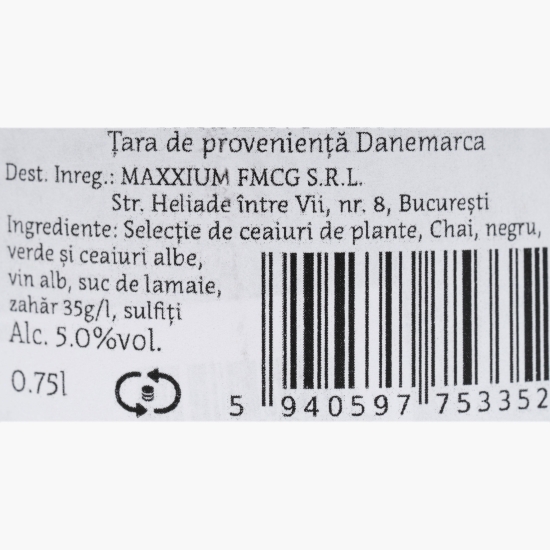 Țara de proveniență Danemarca
Dest. Inreg.: MAXXIUM FMCG S.R.L.
Str. Heliade între Vii, nr. 8, București
Ingrediente: Selecție de ceaiuri de plante, Chai, negru,
verde și ceaiuri albe,
vin alb, suc de lamaie,
zahăr 35g/l, sulfiți
Alc. 5.0%vol.
0.75l
5 940597 753352